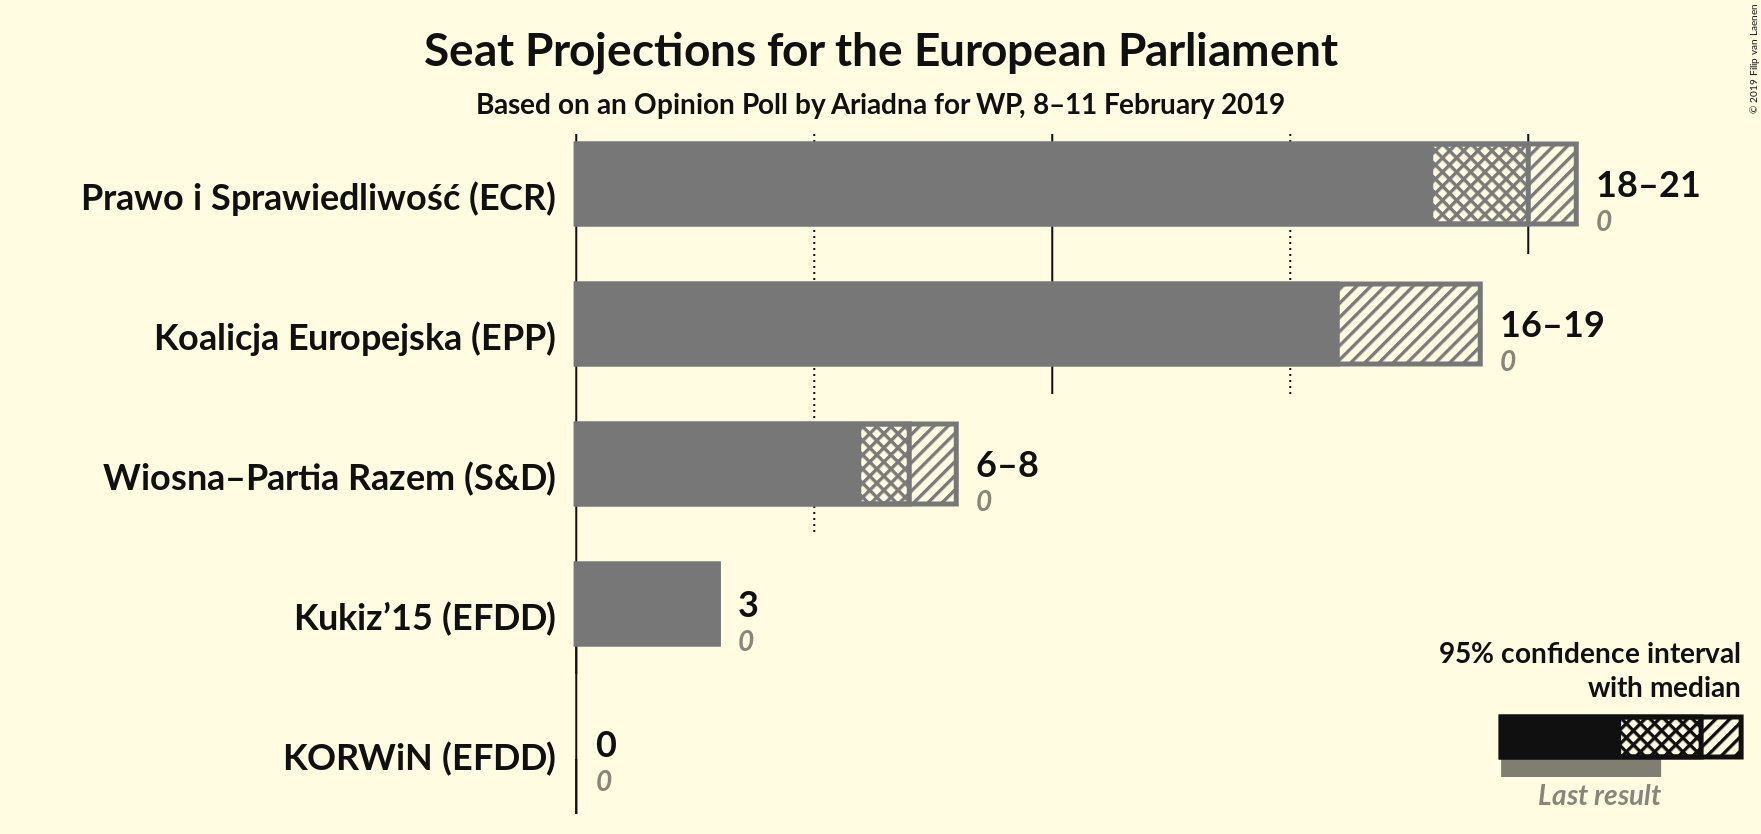 Seat Projections for the European Parliament
Based on an Opinion Poll by Ariadna for WP, 8–11 February 2019
© 2019 Filip van Laenen
Prawo i Sprawiedliwość (ECR)
18–21
0
Koalicja Europejska (EPP)
16–19
0
Wiosna–Partia Razem (S&D)
6–8
0
Kukiz’15 (EFDD)
3
0
KORWiN (EFDD)
0
0
95% confidence interval
with median
Last result